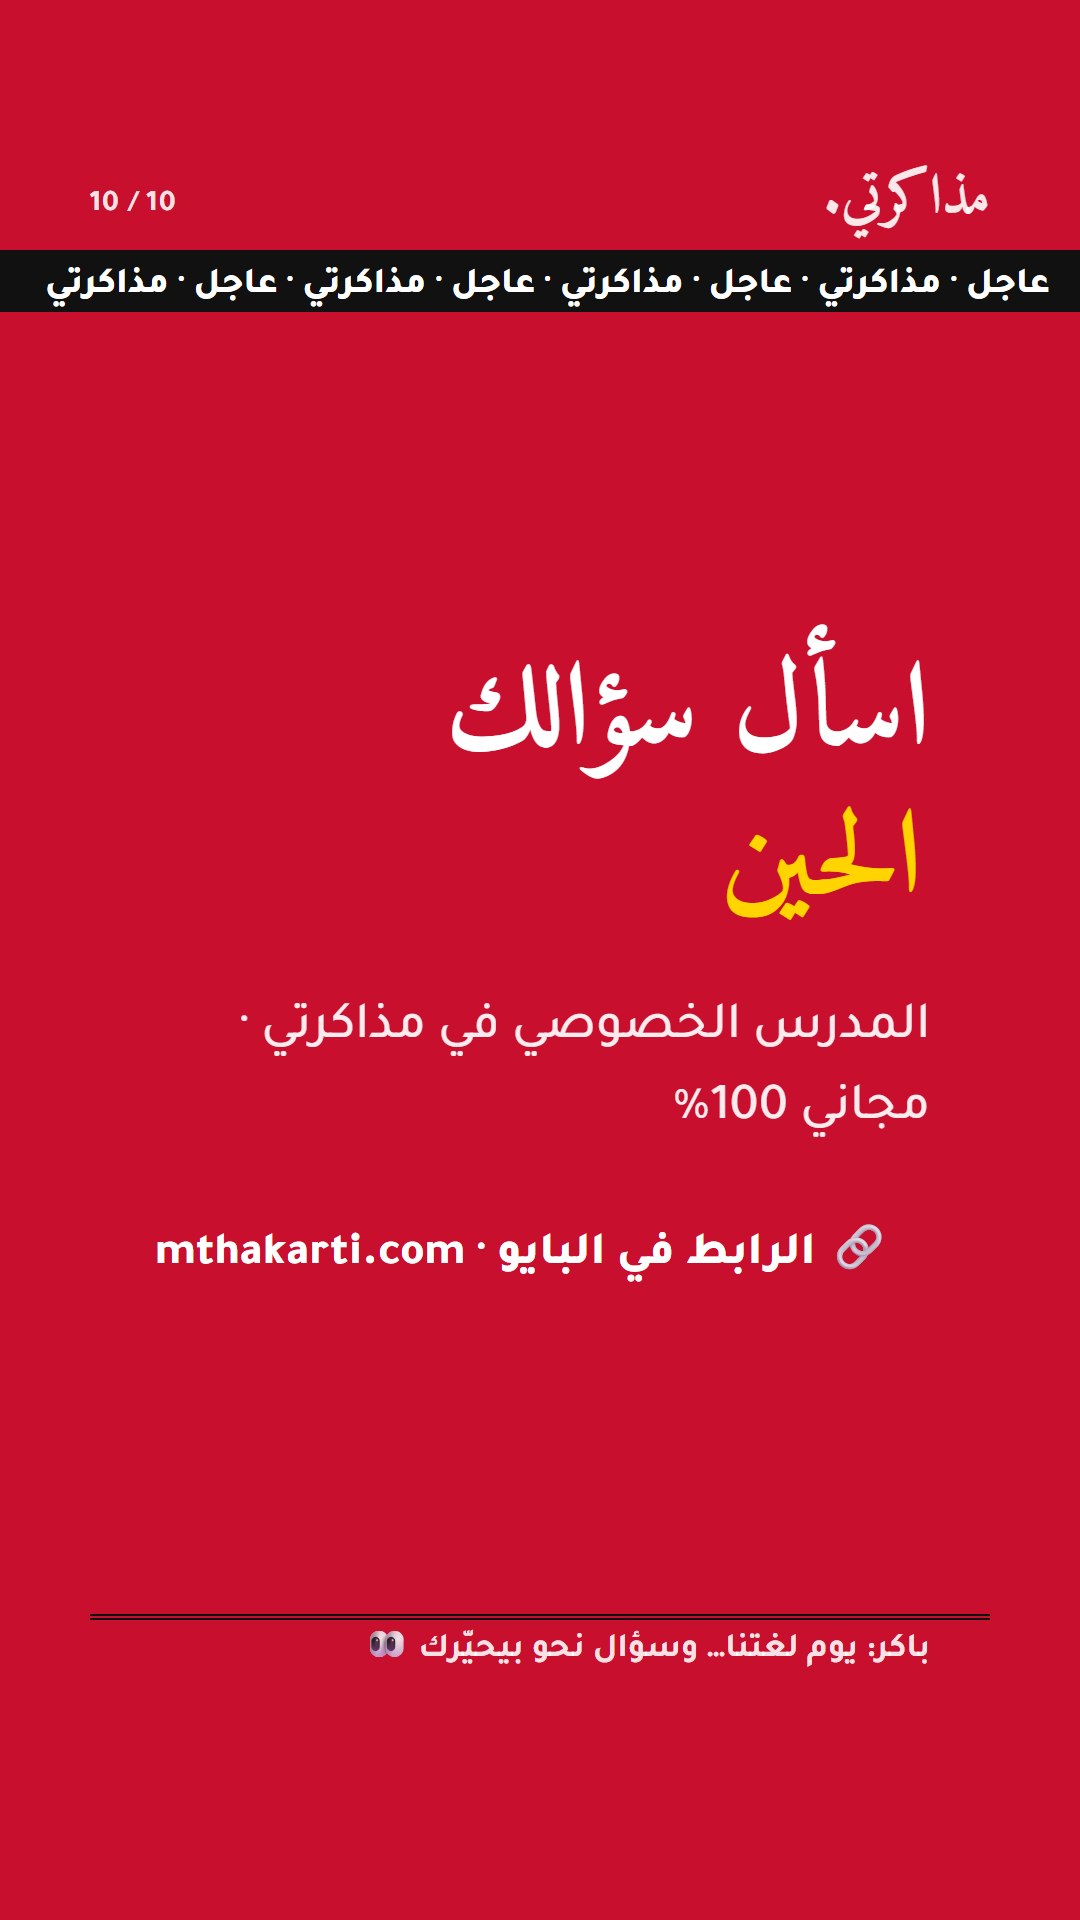 مذاكرتي.
10 / 10
عاجل · مذاكرتي · عاجل · مذاكرتي · عاجل · مذاكرتي · عاجل · مذاكرتي
اسأل سؤالك
الحين
المدرس الخصوصي في مذاكرتي ·
مجاني 100%
🔗 الرابط في البايو · mthakarti.com
باكر: يوم لغتنا… وسؤال نحو بيحيّرك 👀